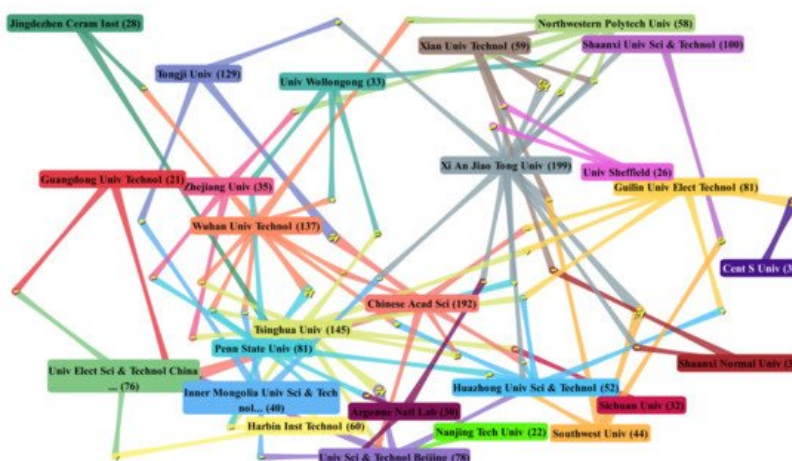 Jingdezhen Ceram Inst (28)
Northwestern Polytech Univ (58)
Xian Univ Technol (59)
Shaanxi Univ Sci & Technol (100)
Tongji Univ (129)
Univ Wollongong (33)
Xi An Jiao Tong Univ (199)
Univ Sheffield (26)
Guangdong Univ Technol (21)
Zhejiang Univ (35)
Guilin Univ Elect Technol (81)
Wuhan Univ Technol (137)
Cent S Univ (3
Chinese Acad Sci (192)
Tsinghua Univ (145)
Penn State Univ (81)
Shaanxi Normal Univ (3
Univ Elect Sci & Technol China
... (76)
Inner Mongolia Univ Sci & Tech
nol... (40)
Huazhong Univ Sci & Technol (52)
Argonne Natl Lab (30)
Sichuan Univ (32)
Harbin Inst Technol (60)
Nanjing Tech Univ (22)
Southwest Univ (44)
Univ Sci & Technol Beijing (78)